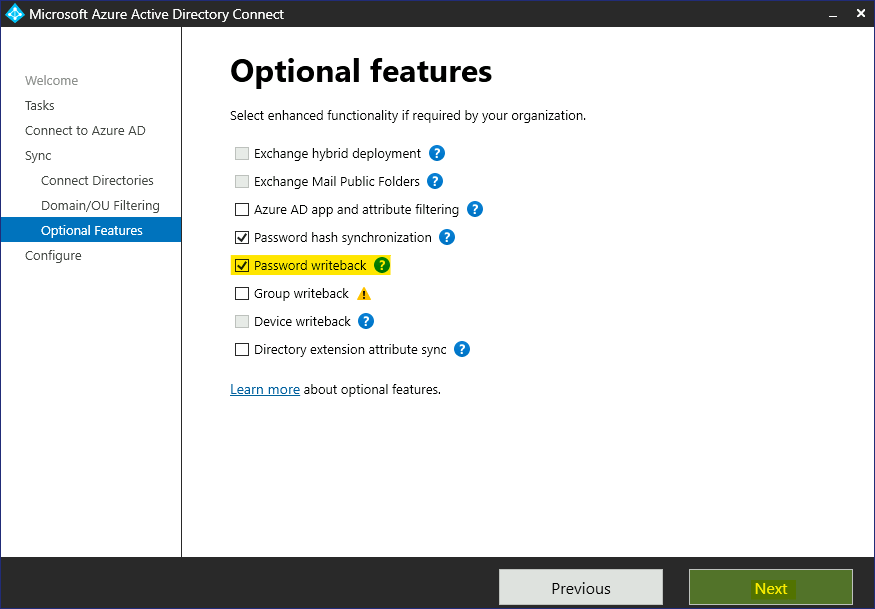 Microsoft Azure Active Directory Connect
Welcome
Tasks
Connect to Azure AD
Sync
Connect Directories
Domain/OU Filtering
Optional Features
Configure
Optional features
Select enhanced functionality if required by your organization.
Exchange hybrid deployment ?
Exchange Mail Public Folders ?
Azure AD app and attribute filtering ?
Password hash synchronization ?
Password writeback ?
Group writeback
Device writeback ?
Directory extension attribute sync ?
Learn more about optional features.
Previous
Next